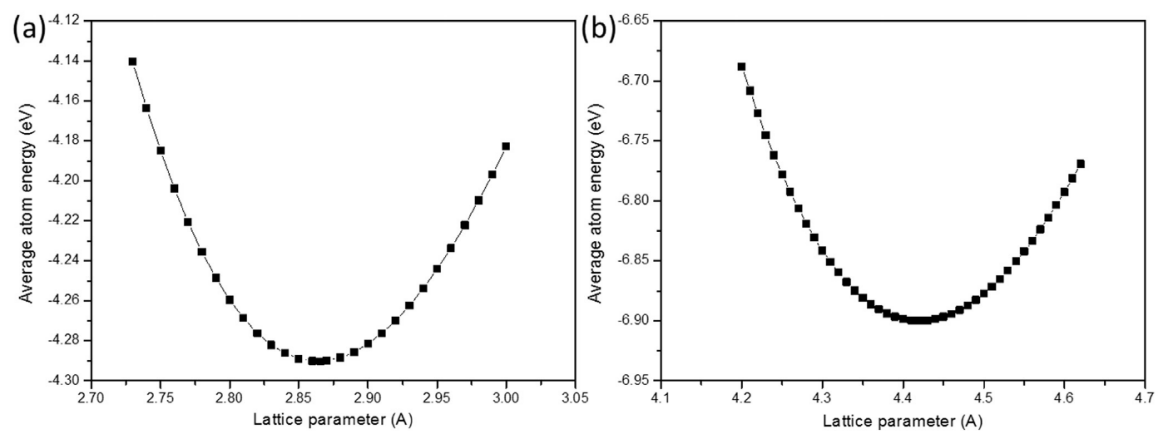 (a)
-4.12
-4.14
-4.16
-4.18
-4.20
-4.22
-4.24
-4.26
-4.28
-4.30
Average atom energy (eV)
2.70 2.75 2.80 2.85 2.90 2.95 3.00 3.05
Lattice parameter (A)
(b)
-6.65
-6.70
-6.75
-6.80
-6.85
-6.90
-6.95
Average atom energy (eV)
4.1 4.2 4.3 4.4 4.5 4.6 4.7
Lattice parameter (A)